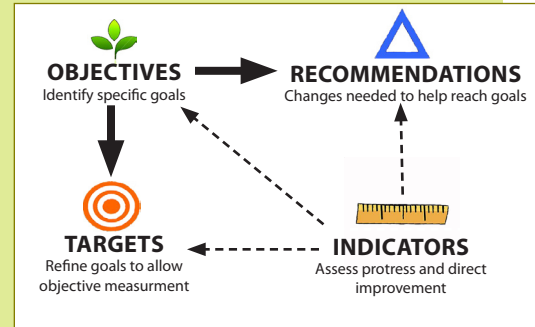 OBJECTIVES
Identify specific goals
RECOMMENDATIONS
Changes needed to help reach goals
TARGETS
Refine goals to allow
objective measurment
INDICATORS
Assess protress and direct
improvement